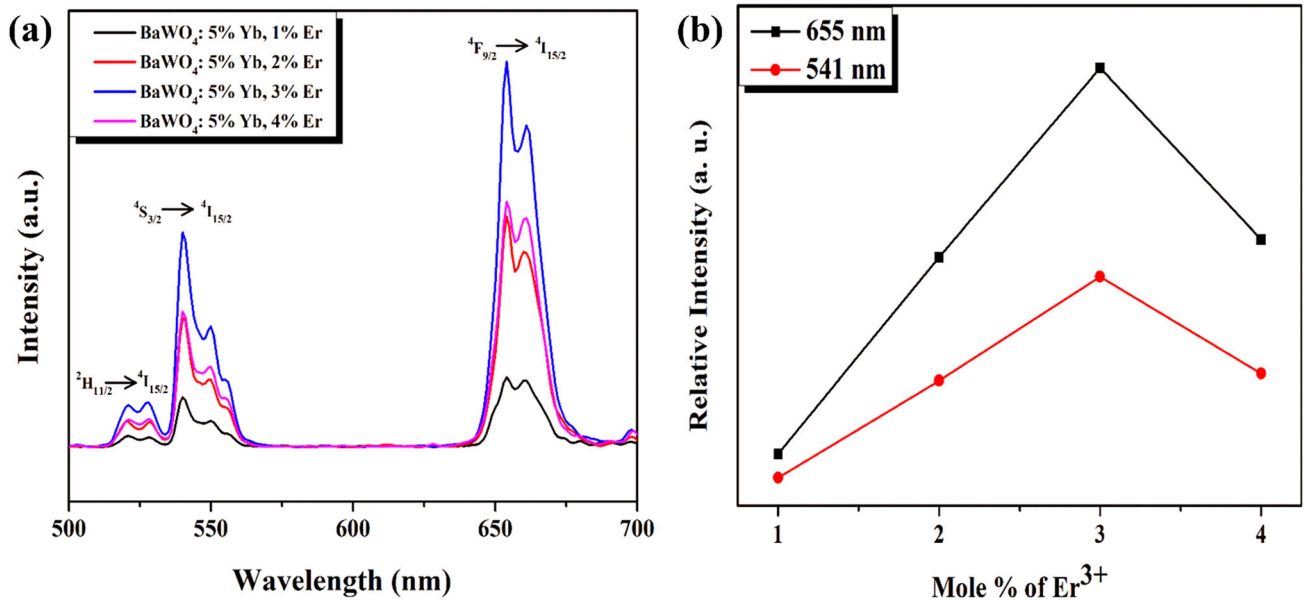 (a)
BaWO₄: 5% Yb, 1% Er
BaWO₄: 5% Yb, 2% Er
BaWO₄: 5% Yb, 3% Er
BaWO₄: 5% Yb, 4% Er
⁴F₉/₂ → ⁴I₁₅/₂
⁴S₃/₂ → ⁴I₁₅/₂
²H₁₁/₂ → ⁴I₁₅/₂
Intensity (a.u.)
500 550 600 650 700
Wavelength (nm)
(b)
655 nm
541 nm
Relative Intensity (a. u.)
1 2 3 4
Mole % of Er³⁺